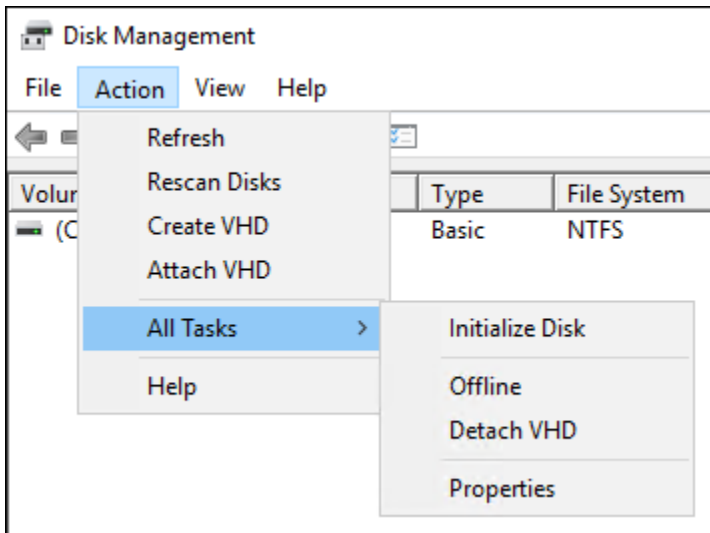 Disk Management
File Action View Help
Refresh
Rescan Disks
Create VHD
Attach VHD
All Tasks
Help
Type File System
(C Basic NTFS
Initialize Disk
Offline
Detach VHD
Properties